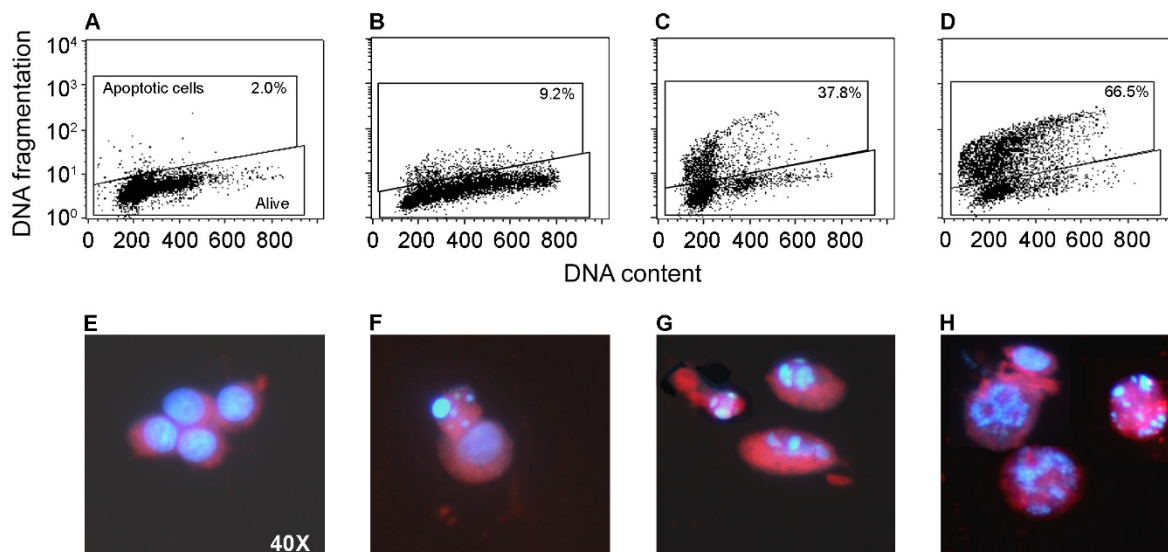 A B C D
DNA fragmentation
10⁴
10³
10²
10¹
10⁰
Apoptotic cells 2.0%
Alive
9.2%
37.8%
66.5%
0 200 400 600 800 0 200 400 600 800 0 200 400 600 800 0 200 400 600 800
DNA content
E F G H
40X